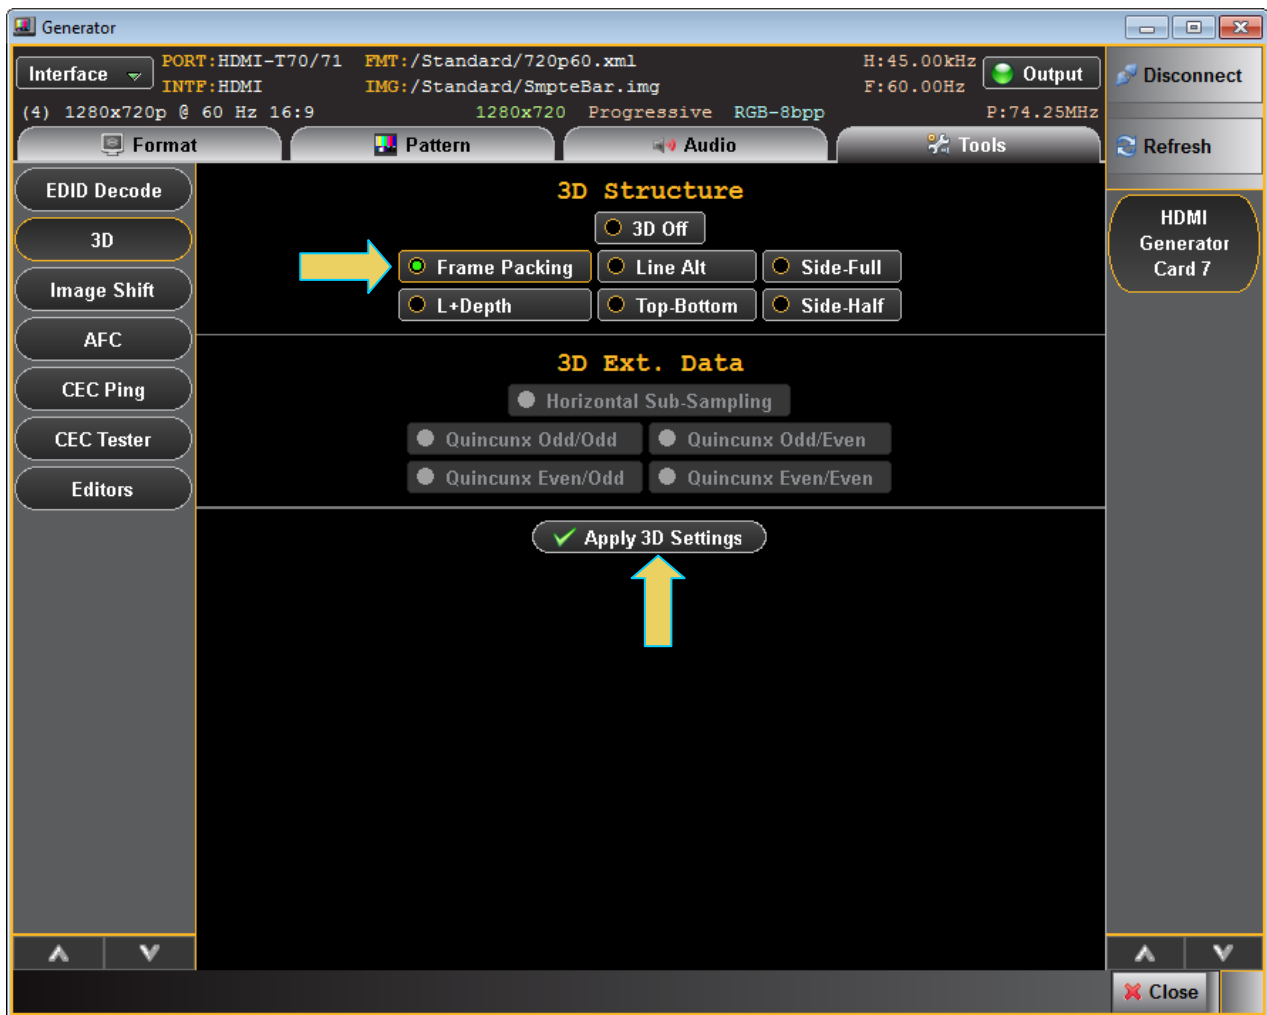 Generator
Interface
PORT:HDMI-T70/71 FMT:/Standard/720p60.xml H:45.00kHz
INTF:HDMI IMG:/Standard/SmpteBar.img F:60.00Hz
Output
Disconnect
(4) 1280x720p @ 60 Hz 16:9 1280x720 Progressive RGB-8bpp P:74.25MHz
Format Pattern Audio Tools
Refresh
EDID Decode
3D
Image Shift
AFC
CEC Ping
CEC Tester
Editors
3D Structure
3D Off
Frame Packing Line Alt Side-Full
L+Depth Top-Bottom Side-Half
3D Ext. Data
Horizontal Sub-Sampling
Quincunx Odd/Odd Quincunx Odd/Even
Quincunx Even/Odd Quincunx Even/Even
Apply 3D Settings
HDMI
Generator
Card 7
Close